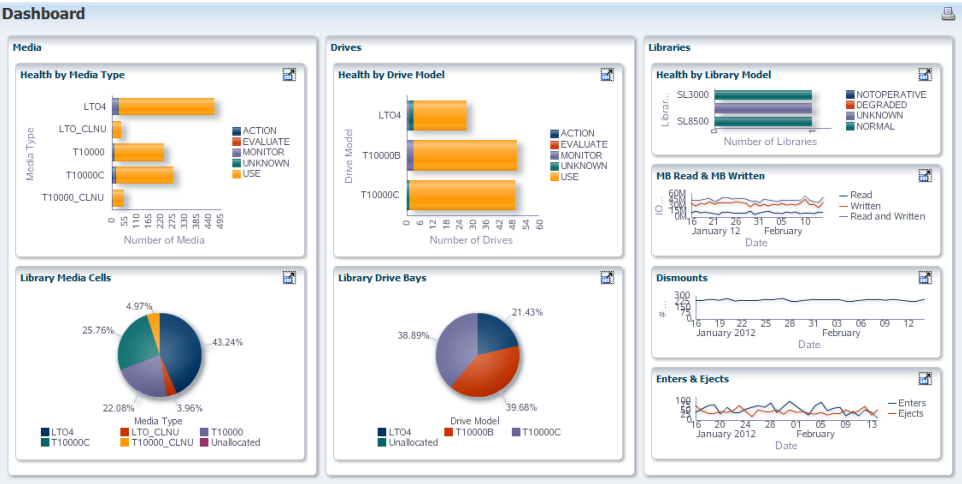 Dashboard
Media
Health by Media Type
Media Type
LTO4
LTO_CLNU
T10000
T10000C
T10000_CLNU
0 55 110 165 220 275 330 385 440 495
Number of Media
ACTION
EVALUATE
MONITOR
UNKNOWN
USE
Library Media Cells
4.97%
25.76%
43.24%
22.08%
3.96%
Media Type
LTO4 LTO_CLNU T10000
T10000C T10000_CLNU Unallocated
Drives
Health by Drive Model
Drive Model
LTO4
T10000B
T10000C
0 6 12 18 24 30 36 42 48 54 60
Number of Drives
ACTION
EVALUATE
MONITOR
UNKNOWN
USE
Library Drive Bays
21.43%
38.89%
39.68%
Drive Model
LTO4 T10000B T10000C
Unallocated
Libraries
Health by Library Model
Librar...
SL3000
SL8500
0 1
Number of Libraries
NOTOPERATIVE
DEGRADED
UNKNOWN
NORMAL
MB Read & MB Written
IO...
60M
45M
30M
15M
0M
16 21 26 31 05 10
January 12 February
Date
Read
Written
Read and Written
Dismounts
#...
300
225
150
75
0
16 19 22 25 28 31 03 06 09 12
January 2012 February
Date
Enters & Ejects
100
75
50
25
0
16 20 24 28 01 05 09 13
January 2012 February
Date
Enters
Ejects